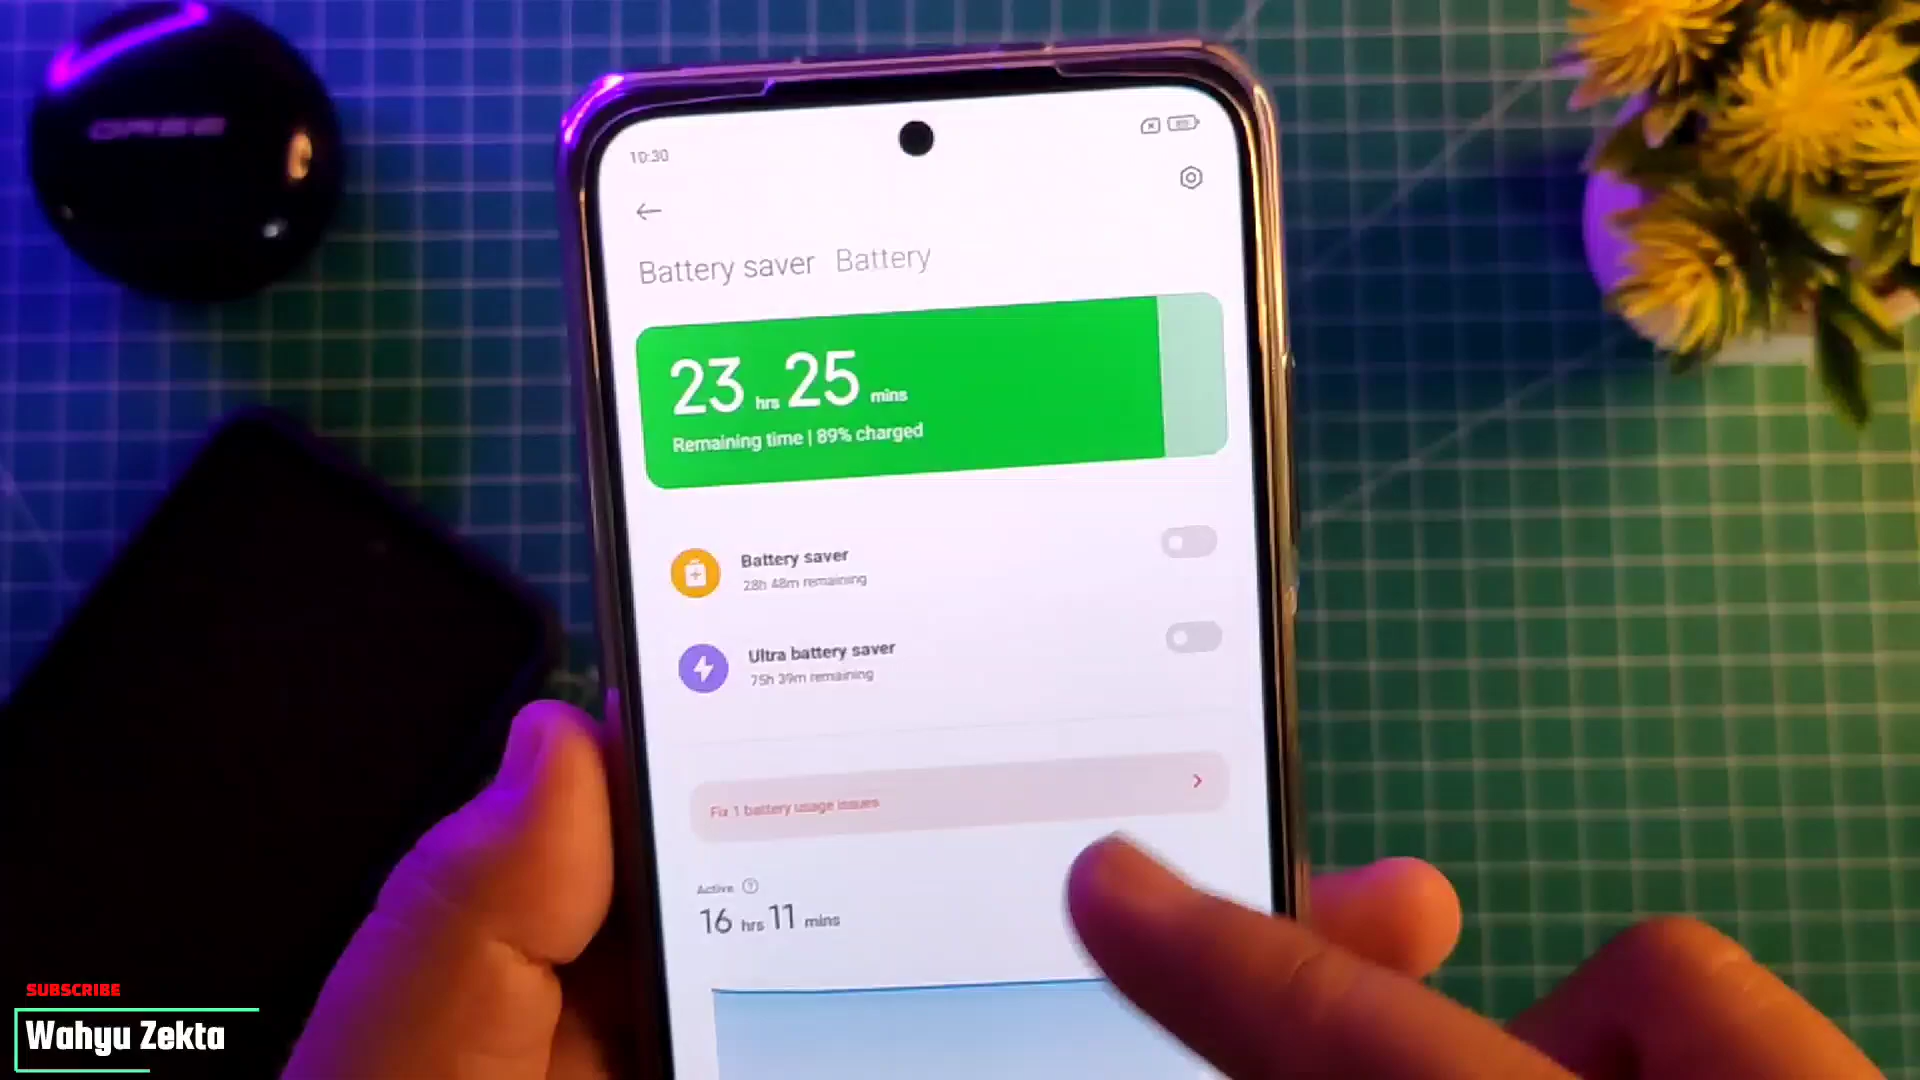 10:30
89
Battery saver Battery
23 hrs 25 mins
Remaining time | 89% charged
Battery saver
28h 48m remaining
Ultra battery saver
75h 39m remaining
Fix 1 battery usage issues
Active
16 hrs 11 mins
SUBSCRIBE
Wahyu Zekta